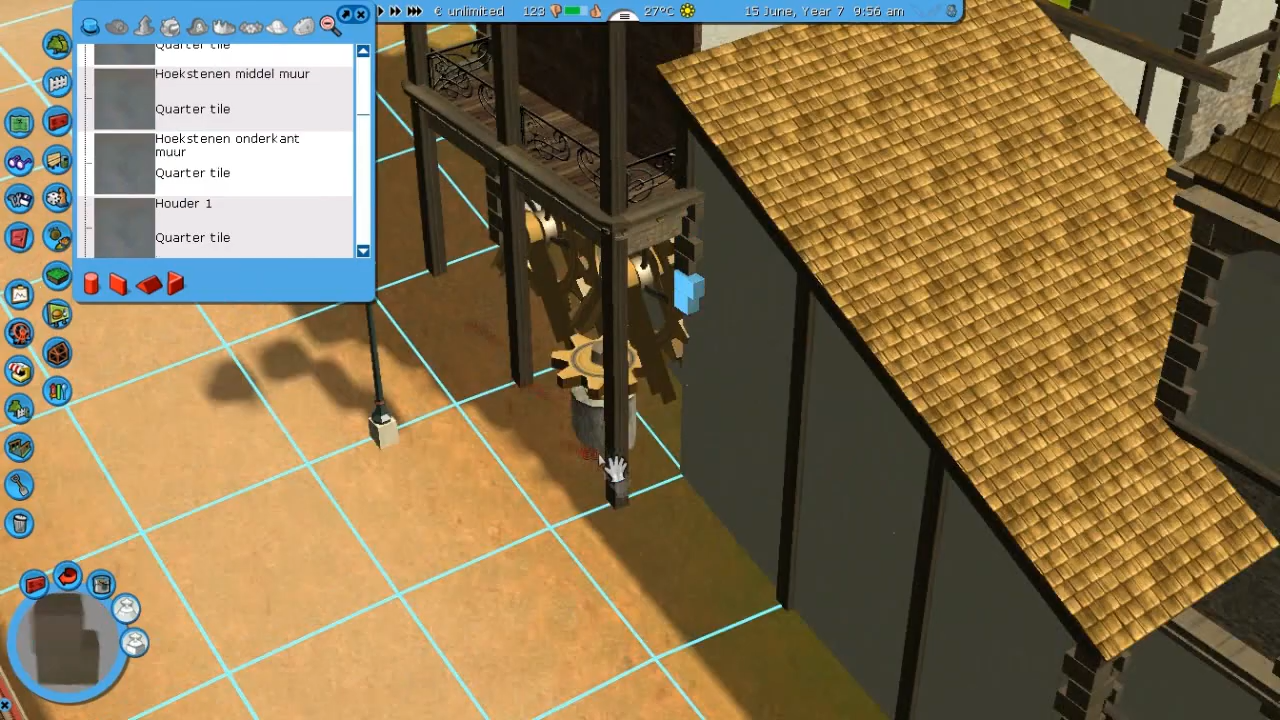 € unlimited 123 27°C 15 June, Year 7 9:56 am
Quarter tile
Hoekstenen middel muur
Quarter tile
Hoekstenen onderkant
muur
Quarter tile
Houder 1
Quarter tile